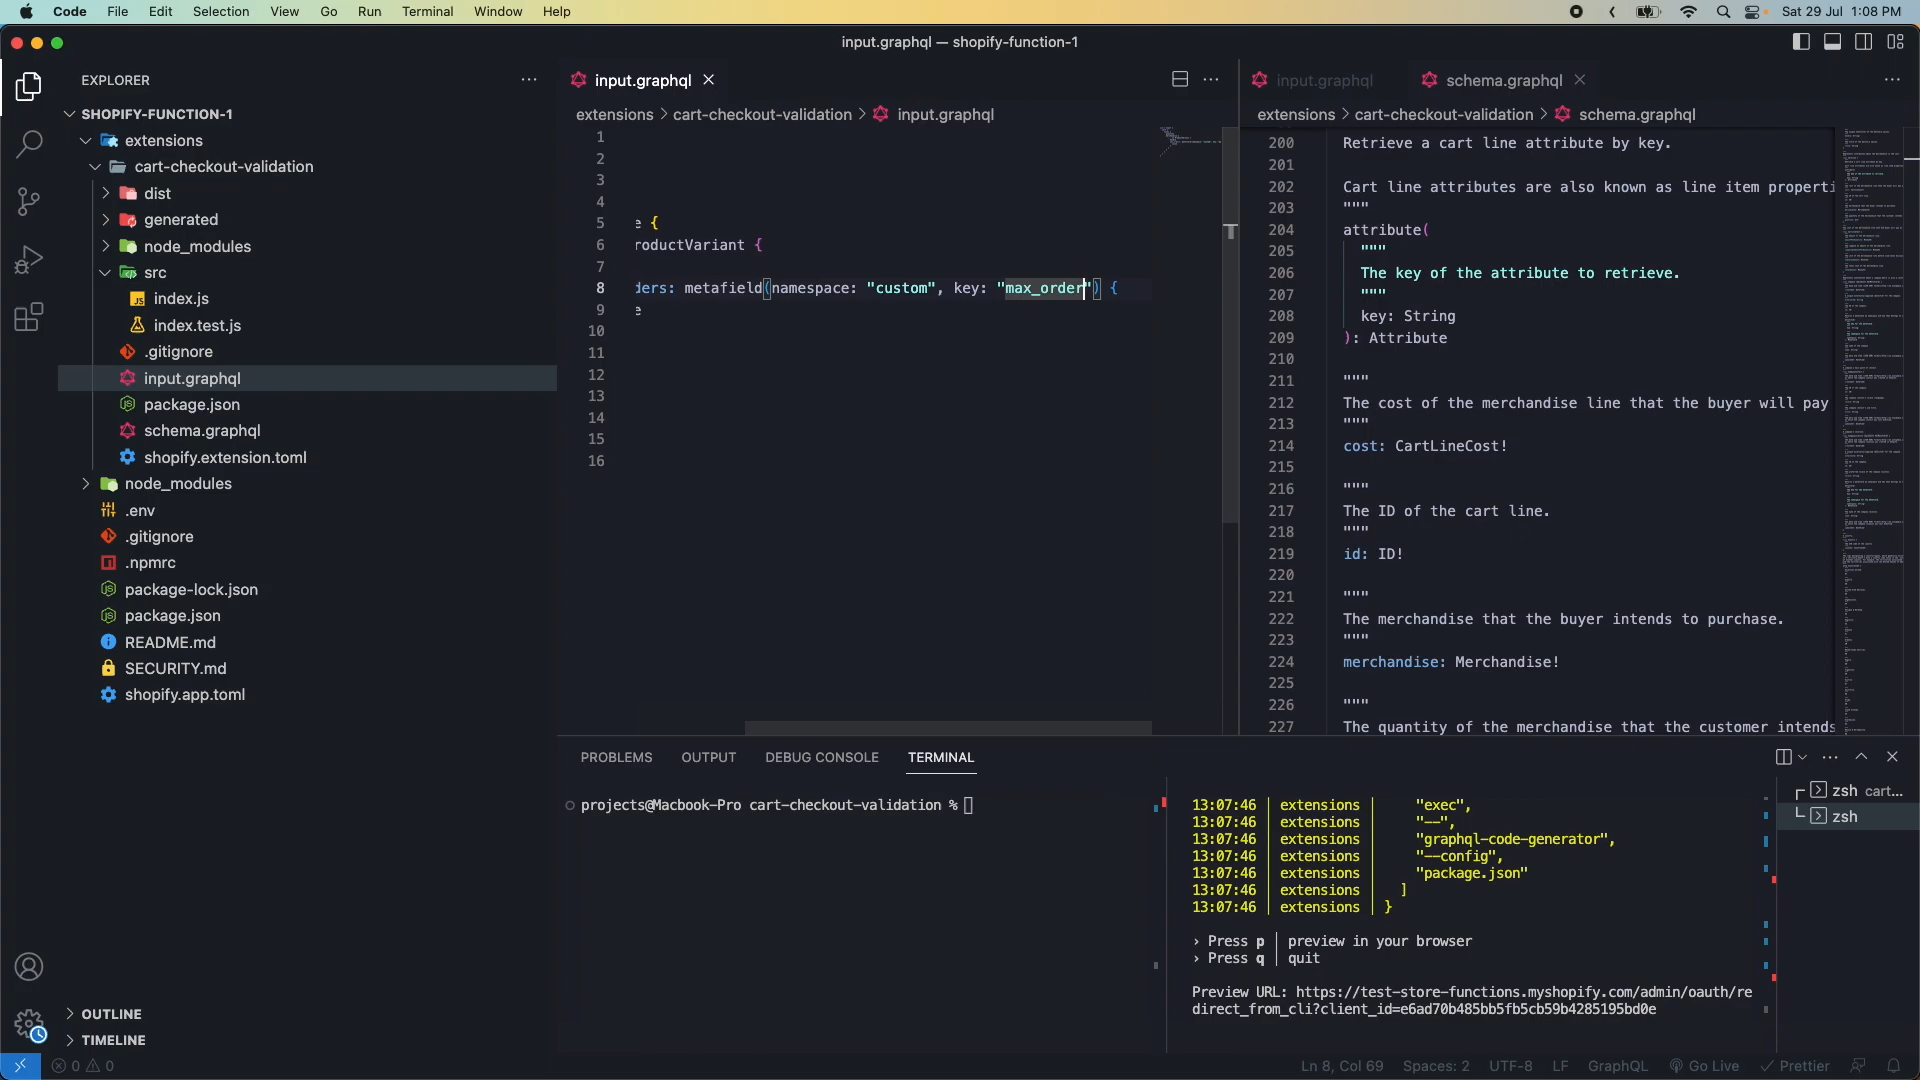 Code File Edit Selection View Go Run Terminal Window Help
Sat 29 Jul 1:08 PM
input.graphql — shopify-function-1
EXPLORER
SHOPIFY-FUNCTION-1
extensions
cart-checkout-validation
dist
generated
node_modules
src
index.js
index.test.js
.gitignore
input.graphql
package.json
schema.graphql
shopify.extension.toml
node_modules
.env
.gitignore
.npmrc
package-lock.json
package.json
README.md
SECURITY.md
shopify.app.toml
OUTLINE
TIMELINE
input.graphql
extensions > cart-checkout-validation > input.graphql
1
2
3
4
5 e {
6 roductVariant {
7
8 ders: metafield(namespace: "custom", key: "max_order") {
9 e
10
11
12
13
14
15
16
input.graphql schema.graphql
extensions > cart-checkout-validation > schema.graphql
200 Retrieve a cart line attribute by key.
201
202 Cart line attributes are also known as line item properti
203 """
204 attribute(
205 """
206 The key of the attribute to retrieve.
207 """
208 key: String
209 ): Attribute
210
211 """
212 The cost of the merchandise line that the buyer will pay
213 """
214 cost: CartLineCost!
215
216 """
217 The ID of the cart line.
218 """
219 id: ID!
220
221 """
222 The merchandise that the buyer intends to purchase.
223 """
224 merchandise: Merchandise!
225
226 """
227 The quantity of the merchandise that the customer intends
PROBLEMS OUTPUT DEBUG CONSOLE TERMINAL
projects@Macbook-Pro cart-checkout-validation %
13:07:46 | extensions | "exec",
13:07:46 | extensions | "--",
13:07:46 | extensions | "graphql-code-generator",
13:07:46 | extensions | "--config",
13:07:46 | extensions | "package.json"
13:07:46 | extensions | ]
13:07:46 | extensions | }
› Press p | preview in your browser
› Press q | quit
Preview URL: https://test-store-functions.myshopify.com/admin/oauth/re
direct_from_cli?client_id=e6ad70b485bb5fb5cb59b4285195bd0e
zsh cart...
zsh
0 0
Ln 8, Col 69 Spaces: 2 UTF-8 LF GraphQL Go Live Prettier